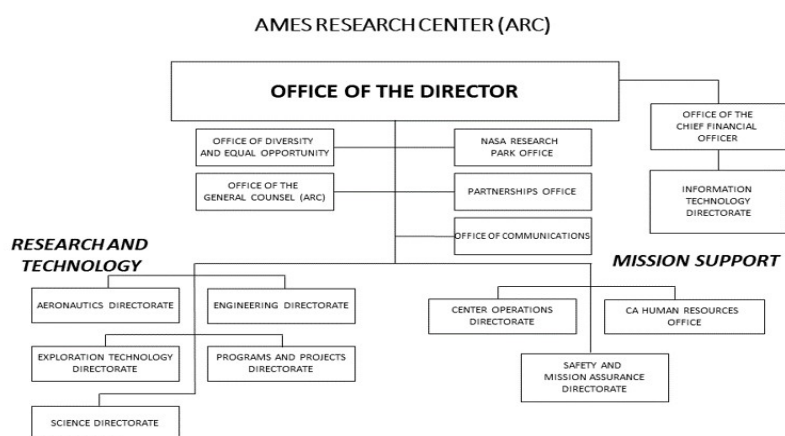 AMES RESEARCH CENTER (ARC)
OFFICE OF THE DIRECTOR
OFFICE OF THE
CHIEF FINANCIAL
OFFICER
OFFICE OF DIVERSITY
AND EQUAL OPPORTUNITY
NASA RESEARCH
PARK OFFICE
OFFICE OF THE
GENERAL COUNSEL (ARC)
PARTNERSHIPS OFFICE
INFORMATION
TECHNOLOGY
DIRECTORATE
OFFICE OF COMMUNICATIONS
RESEARCH AND
TECHNOLOGY
MISSION SUPPORT
AERONAUTICS DIRECTORATE
ENGINEERING DIRECTORATE
CENTER OPERATIONS
DIRECTORATE
CA HUMAN RESOURCES
OFFICE
EXPLORATION TECHNOLOGY
DIRECTORATE
PROGRAMS AND PROJECTS
DIRECTORATE
SAFETY AND
MISSION ASSURANCE
DIRECTORATE
SCIENCE DIRECTORATE